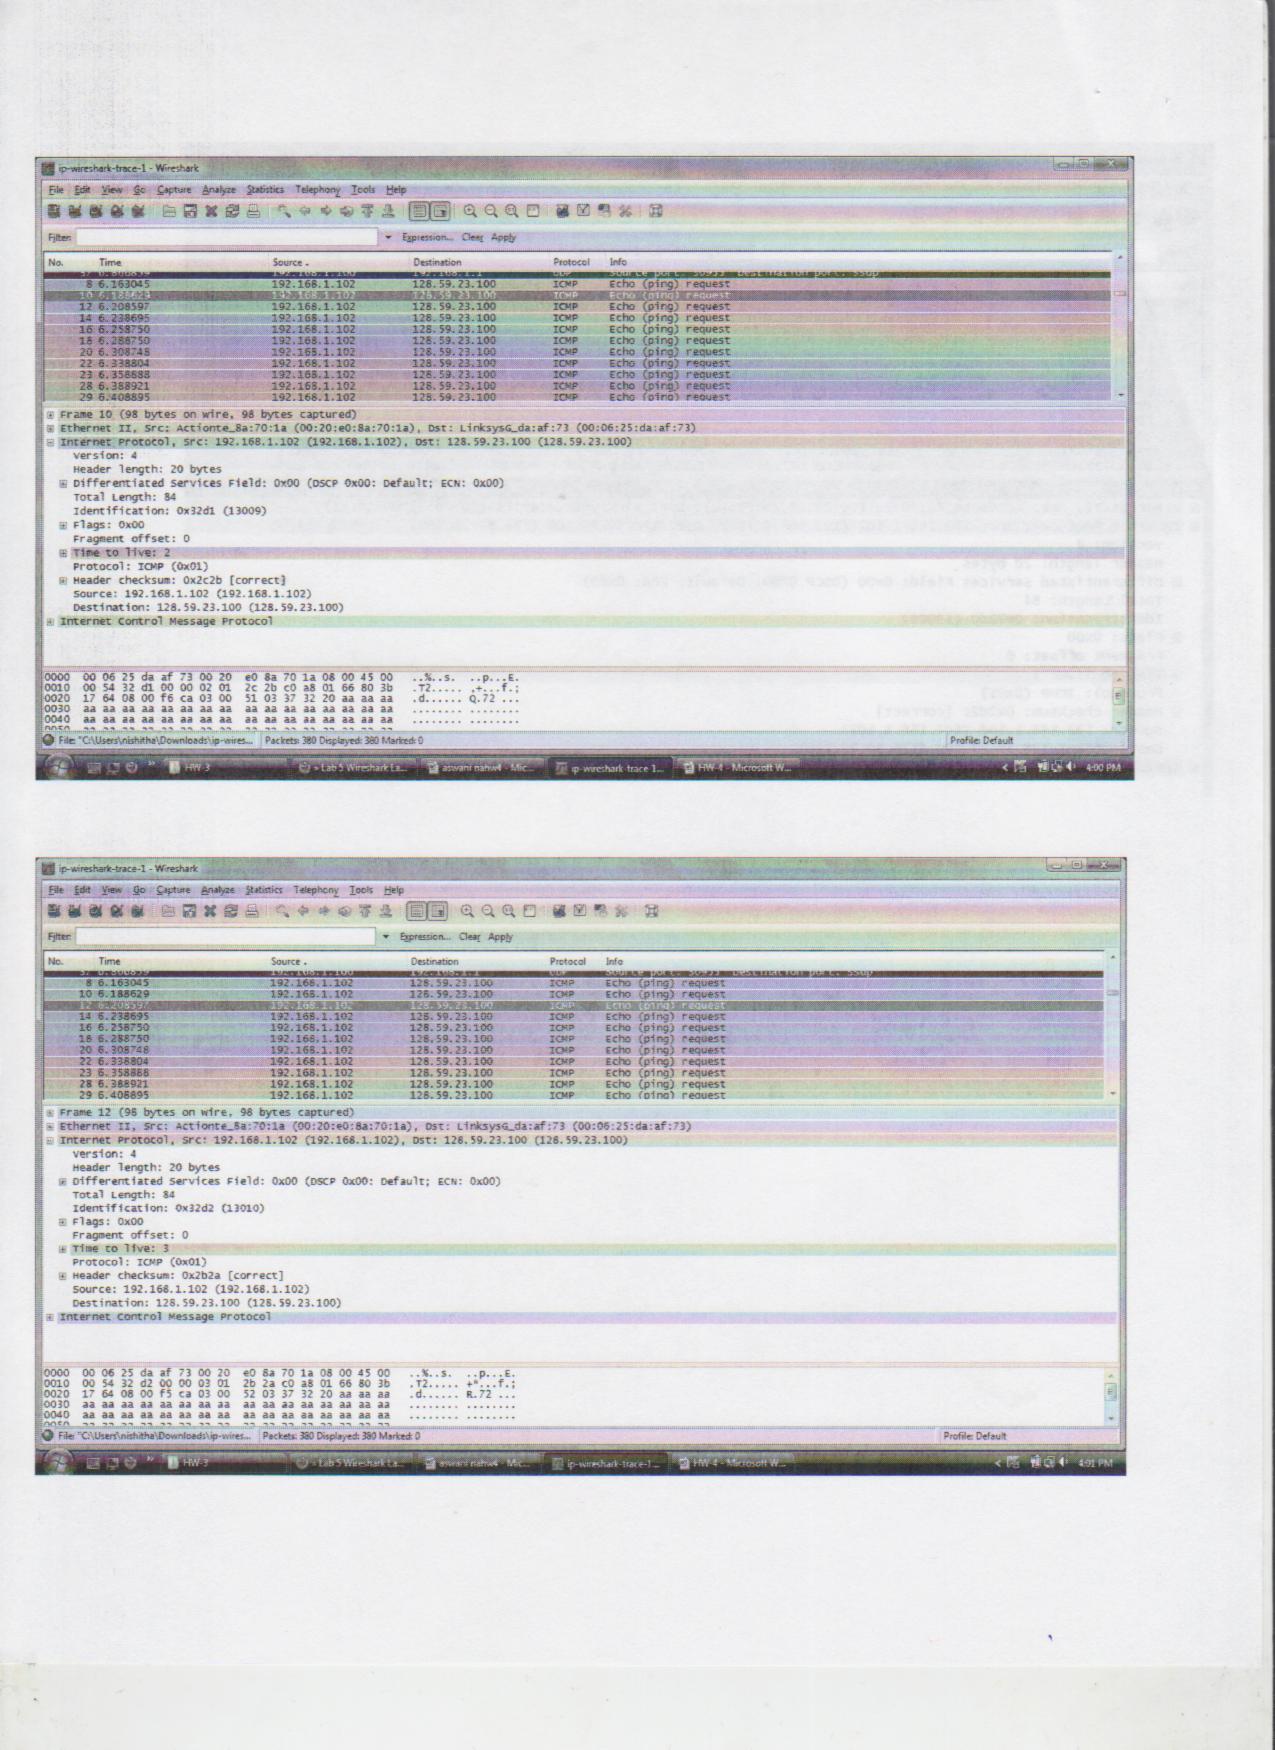 ip-wireshark-trace-1 - Wireshark
File Edit View Go Capture Analyze Statistics Telephony Tools Help
Filter: Expression... Clear Apply
No. Time Source . Destination Protocol Info
37 6.800859 192.168.1.100 192.168.1.1 UDP Source port: Destination port: ssdp
8 6.163045 192.168.1.102 128.59.23.100 ICMP Echo (ping) request
10 6.188629 192.168.1.102 128.59.23.100 ICMP Echo (ping) request
12 6.208597 192.168.1.102 128.59.23.100 ICMP Echo (ping) request
14 6.238695 192.168.1.102 128.59.23.100 ICMP Echo (ping) request
16 6.258750 192.168.1.102 128.59.23.100 ICMP Echo (ping) request
18 6.288750 192.168.1.102 128.59.23.100 ICMP Echo (ping) request
20 6.308748 192.168.1.102 128.59.23.100 ICMP Echo (ping) request
22 6.338804 192.168.1.102 128.59.23.100 ICMP Echo (ping) request
23 6.358888 192.168.1.102 128.59.23.100 ICMP Echo (ping) request
28 6.388921 192.168.1.102 128.59.23.100 ICMP Echo (ping) request
29 6.408895 192.168.1.102 128.59.23.100 ICMP Echo (ping) request
Frame 10 (98 bytes on wire, 98 bytes captured)
Ethernet II, Src: Actionte_8a:70:1a (00:20:e0:8a:70:1a), Dst: LinksysG_da:af:73 (00:06:25:da:af:73)
Internet Protocol, Src: 192.168.1.102 (192.168.1.102), Dst: 128.59.23.100 (128.59.23.100)
Version: 4
Header length: 20 bytes
Differentiated Services Field: 0x00 (DSCP 0x00: Default; ECN: 0x00)
Total Length: 84
Identification: 0x32d1 (13009)
Flags: 0x00
Fragment offset: 0
Time to live: 2
Protocol: ICMP (0x01)
Header checksum: 0x2c2b [correct]
Source: 192.168.1.102 (192.168.1.102)
Destination: 128.59.23.100 (128.59.23.100)
Internet Control Message Protocol
0000 00 06 25 da af 73 00 20 e0 8a 70 1a 08 00 45 00 ..%..s. ..p...E.
0010 00 54 32 d1 00 00 02 01 2c 2b c0 a8 01 66 80 3b .T2..... ,+...f.;
0020 17 64 08 00 f6 ca 03 00 51 03 37 32 20 aa aa aa .d...... Q.72 ...
0030 aa aa aa aa aa aa aa aa aa aa aa aa aa aa aa aa ........ ........
0040 aa aa aa aa aa aa aa aa aa aa aa aa aa aa aa aa ........ ........
0050 aa aa aa aa aa aa aa aa aa aa aa aa aa aa aa aa
File: "C:\Users\nishitha\Downloads\ip-wires... Packets: 380 Displayed: 380 Marked: 0 Profile: Default
HW-3 » Lab 5 Wireshark La... aswani nahw4 - Mic... ip-wireshark-trace-1... HW-4 - Microsoft W... 4:00 PM
ip-wireshark-trace-1 - Wireshark
File Edit View Go Capture Analyze Statistics Telephony Tools Help
Filter: Expression... Clear Apply
No. Time Source . Destination Protocol Info
37 6.800859 192.168.1.100 192.168.1.1 UDP Source port: Destination port: ssdp
8 6.163045 192.168.1.102 128.59.23.100 ICMP Echo (ping) request
10 6.188629 192.168.1.102 128.59.23.100 ICMP Echo (ping) request
12 6.208597 192.168.1.102 128.59.23.100 ICMP Echo (ping) request
14 6.238695 192.168.1.102 128.59.23.100 ICMP Echo (ping) request
16 6.258750 192.168.1.102 128.59.23.100 ICMP Echo (ping) request
18 6.288750 192.168.1.102 128.59.23.100 ICMP Echo (ping) request
20 6.308748 192.168.1.102 128.59.23.100 ICMP Echo (ping) request
22 6.338804 192.168.1.102 128.59.23.100 ICMP Echo (ping) request
23 6.358888 192.168.1.102 128.59.23.100 ICMP Echo (ping) request
28 6.388921 192.168.1.102 128.59.23.100 ICMP Echo (ping) request
29 6.408895 192.168.1.102 128.59.23.100 ICMP Echo (ping) request
Frame 12 (98 bytes on wire, 98 bytes captured)
Ethernet II, Src: Actionte_8a:70:1a (00:20:e0:8a:70:1a), Dst: LinksysG_da:af:73 (00:06:25:da:af:73)
Internet Protocol, Src: 192.168.1.102 (192.168.1.102), Dst: 128.59.23.100 (128.59.23.100)
Version: 4
Header length: 20 bytes
Differentiated Services Field: 0x00 (DSCP 0x00: Default; ECN: 0x00)
Total Length: 84
Identification: 0x32d2 (13010)
Flags: 0x00
Fragment offset: 0
Time to live: 3
Protocol: ICMP (0x01)
Header checksum: 0x2b2a [correct]
Source: 192.168.1.102 (192.168.1.102)
Destination: 128.59.23.100 (128.59.23.100)
Internet Control Message Protocol
0000 00 06 25 da af 73 00 20 e0 8a 70 1a 08 00 45 00 ..%..s. ..p...E.
0010 00 54 32 d2 00 00 03 01 2b 2a c0 a8 01 66 80 3b .T2..... +*...f.;
0020 17 64 08 00 f5 ca 03 00 52 03 37 32 20 aa aa aa .d...... R.72 ...
0030 aa aa aa aa aa aa aa aa aa aa aa aa aa aa aa aa ........ ........
0040 aa aa aa aa aa aa aa aa aa aa aa aa aa aa aa aa ........ ........
0050 aa aa aa aa aa aa aa aa aa aa aa aa aa aa aa aa
File: "C:\Users\nishitha\Downloads\ip-wires... Packets: 380 Displayed: 380 Marked: 0 Profile: Default
HW-3 » Lab 5 Wireshark La... aswani nahw4 - Mic... ip-wireshark-trace-1... HW-4 - Microsoft W... 4:01 PM